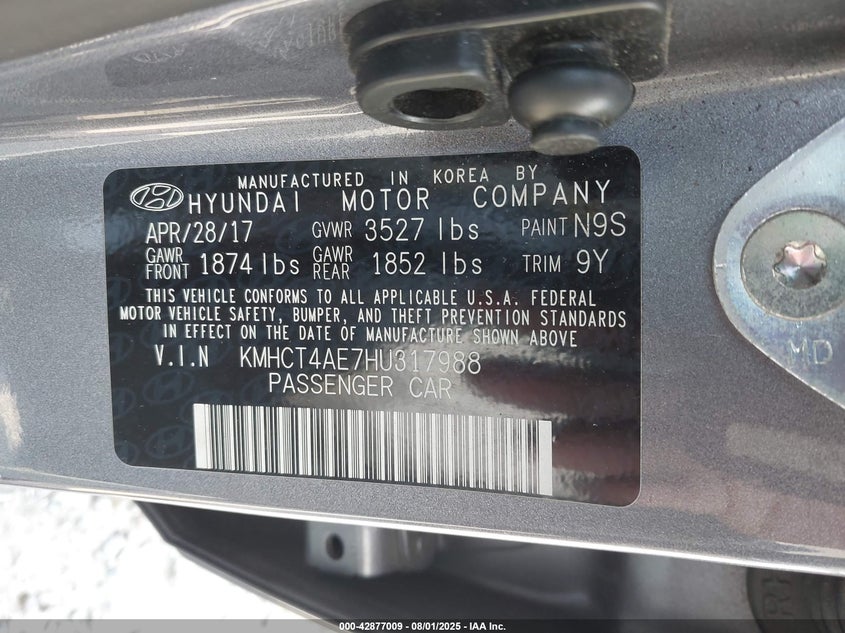 MANUFACTURED IN KOREA BY
HYUNDAI MOTOR COMPANY
APR/28/17 GVWR 3527 lbs PAINT N9S
GAWR FRONT 1874 lbs GAWR REAR 1852 lbs TRIM 9Y
THIS VEHICLE CONFORMS TO ALL APPLICABLE U.S.A. FEDERAL
MOTOR VEHICLE SAFETY, BUMPER, AND THEFT PREVENTION STANDARDS
IN EFFECT ON THE DATE OF MANUFACTURE SHOWN ABOVE
V.I.N KMHCT4AE7HU317988
PASSENGER CAR
MD
RH
000-42877009 - 08/01/2025 - IAA Inc.